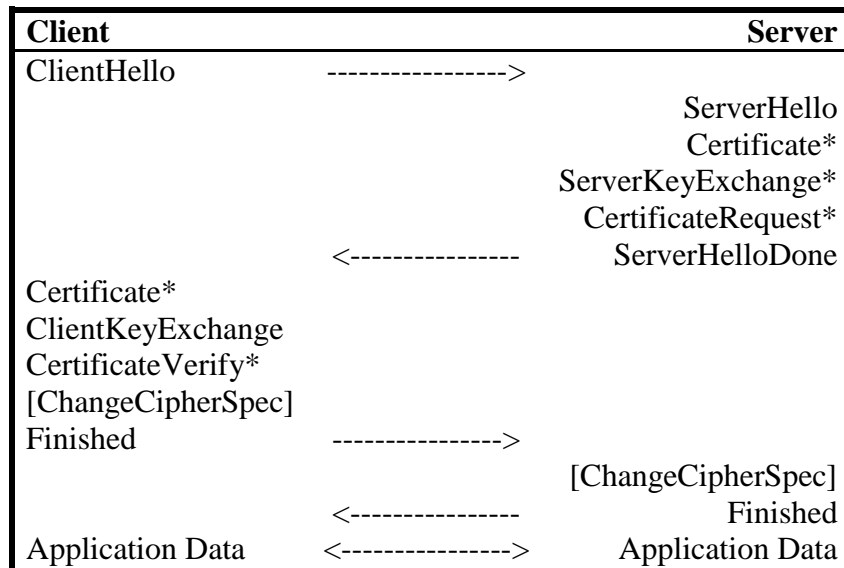 Client Server
ClientHello ----------------->
ServerHello
Certificate*
ServerKeyExchange*
CertificateRequest*
<---------------- ServerHelloDone
Certificate*
ClientKeyExchange
CertificateVerify*
[ChangeCipherSpec]
Finished ---------------->
[ChangeCipherSpec]
<---------------- Finished
Application Data <----------------> Application Data